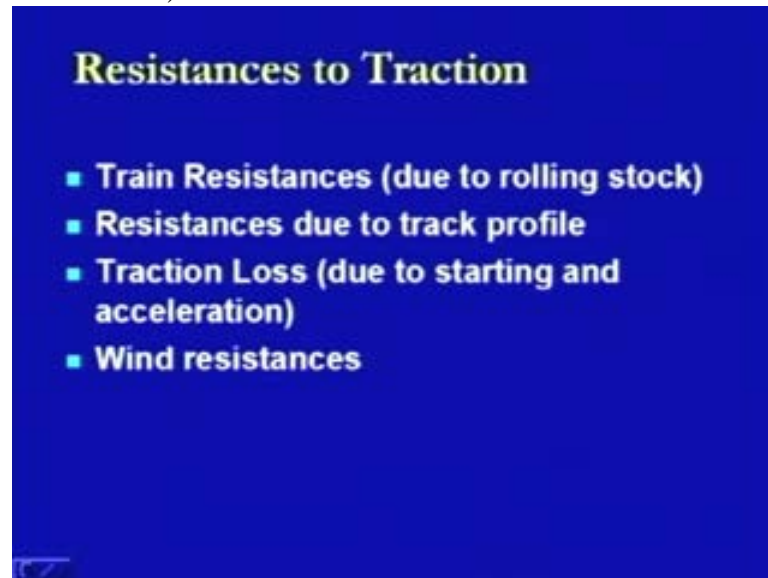 Resistances to Traction
Train Resistances (due to rolling stock)
Resistances due to track profile
Traction Loss (due to starting and
acceleration)
Wind resistances